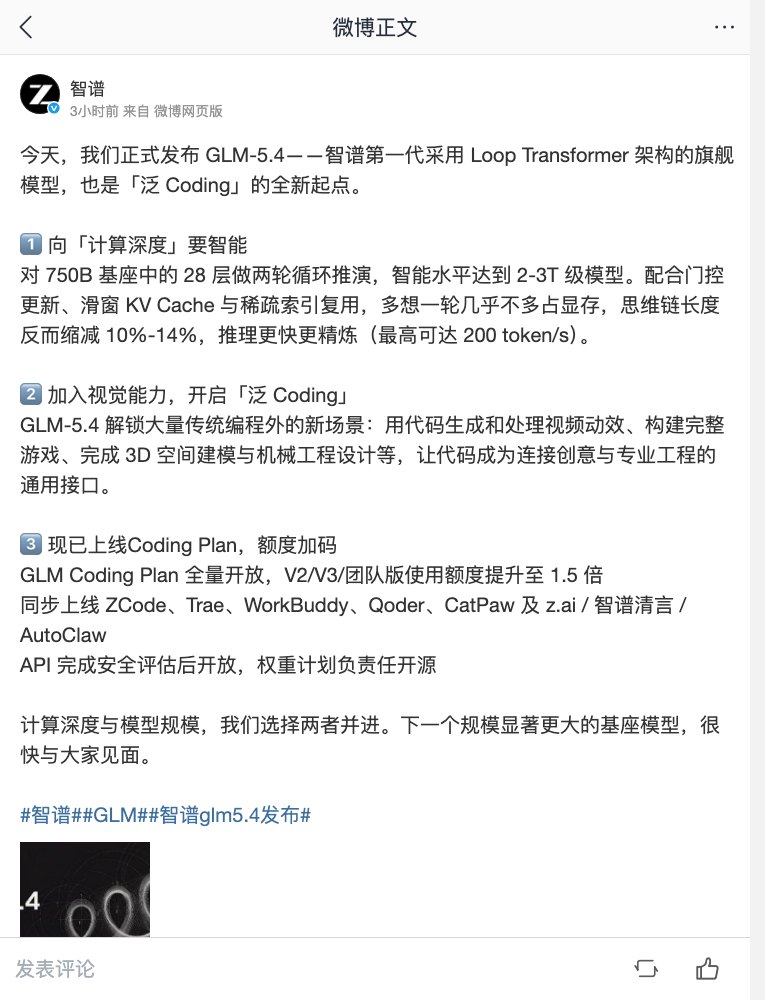 微博正文
智谱
3小时前 来自 微博网页版
今天，我们正式发布 GLM-5.4——智谱第一代采用 Loop Transformer 架构的旗舰
模型，也是「泛 Coding」的全新起点。
1️⃣ 向「计算深度」要智能
对 750B 基座中的 28 层做两轮循环推演，智能水平达到 2-3T 级模型。配合门控
更新、滑窗 KV Cache 与稀疏索引复用，多想一轮几乎不多占显存，思维链长度
反而缩减 10%-14%，推理更快更精炼（最高可达 200 token/s）。
2️⃣ 加入视觉能力，开启「泛 Coding」
GLM-5.4 解锁大量传统编程外的新场景：用代码生成和处理视频动效、构建完整
游戏、完成 3D 空间建模与机械工程设计等，让代码成为连接创意与专业工程的
通用接口。
3️⃣ 现已上线Coding Plan，额度加码
GLM Coding Plan 全量开放，V2/V3/团队版使用额度提升至 1.5 倍
同步上线 ZCode、Trae、WorkBuddy、Qoder、CatPaw 及 z.ai / 智谱清言 /
AutoClaw
API 完成安全评估后开放，权重计划负责任开源
计算深度与模型规模，我们选择两者并进。下一个规模显著更大的基座模型，很
快与大家见面。
#智谱##GLM##智谱glm5.4发布#
.4
发表评论